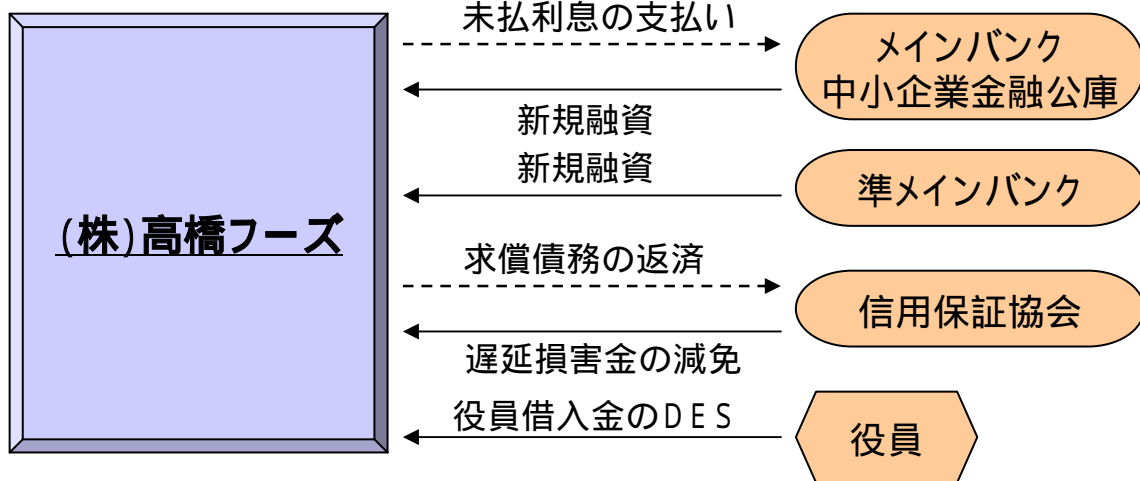 未払利息の支払い
メインバンク
中小企業金融公庫
新規融資
新規融資
準メインバンク
(株)高橋フーズ
求償債務の返済
信用保証協会
遅延損害金の減免
役員借入金のDES
役員